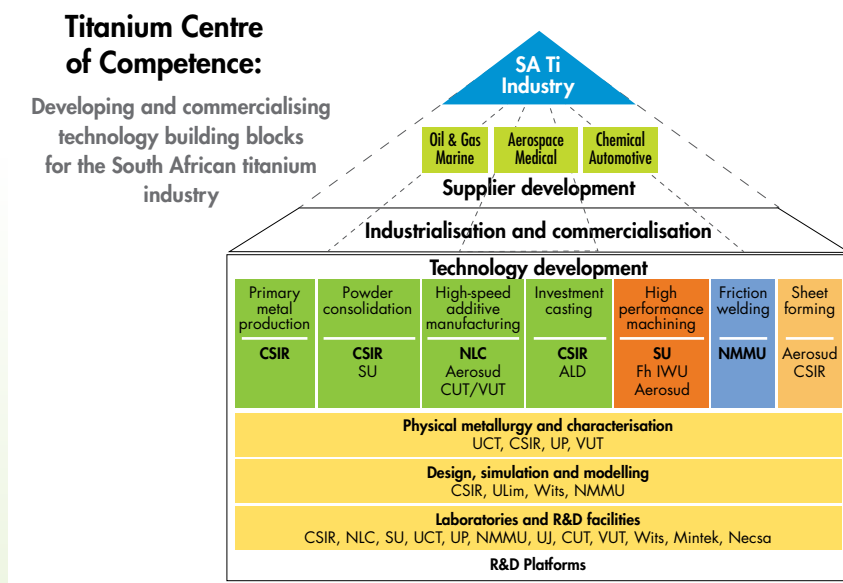 Titanium Centre
of Competence:
Developing and commercialising
technology building blocks
for the South African titanium
industry
SA Ti
Industry
Oil & Gas
Marine
Aerospace
Medical
Chemical
Automotive
Supplier development
Industrialisation and commercialisation
Technology development
Primary
metal
production
CSIR
Powder
consolidation
CSIR
SU
High-speed
additive
manufacturing
NLC
Aerosud
CUT/VUT
Investment
casting
CSIR
ALD
High
performance
machining
SU
Fh IWU
Aerosud
Friction
welding
NMMU
Sheet
forming
Aerosud
CSIR
Physical metallurgy and characterisation
UCT, CSIR, UP, VUT
Design, simulation and modelling
CSIR, ULim, Wits, NMMU
Laboratories and R&D facilities
CSIR, NLC, SU, UCT, UP, NMMU, UJ, CUT, VUT, Wits, Mintek, Necsa
R&D Platforms